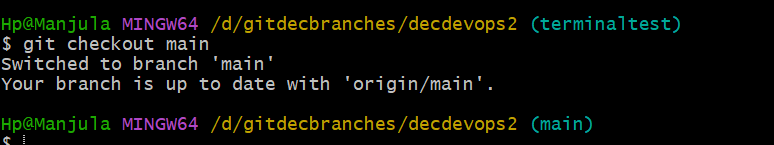 Hp@Manjula MINGW64 /d/gitdecbranches/decdevops2 (terminaltest)
$ git checkout main
Switched to branch 'main'
Your branch is up to date with 'origin/main'.
Hp@Manjula MINGW64 /d/gitdecbranches/decdevops2 (main)
$